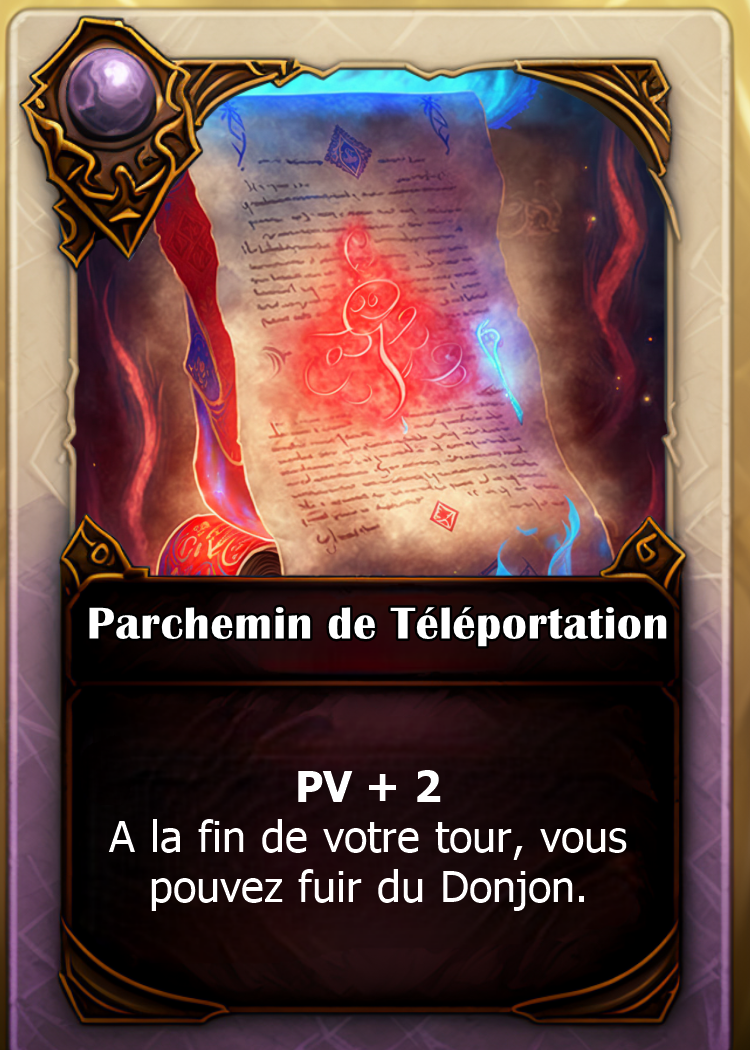 Parchemin de Téléportation
PV + 2
A la fin de votre tour, vous
pouvez fuir du Donjon.